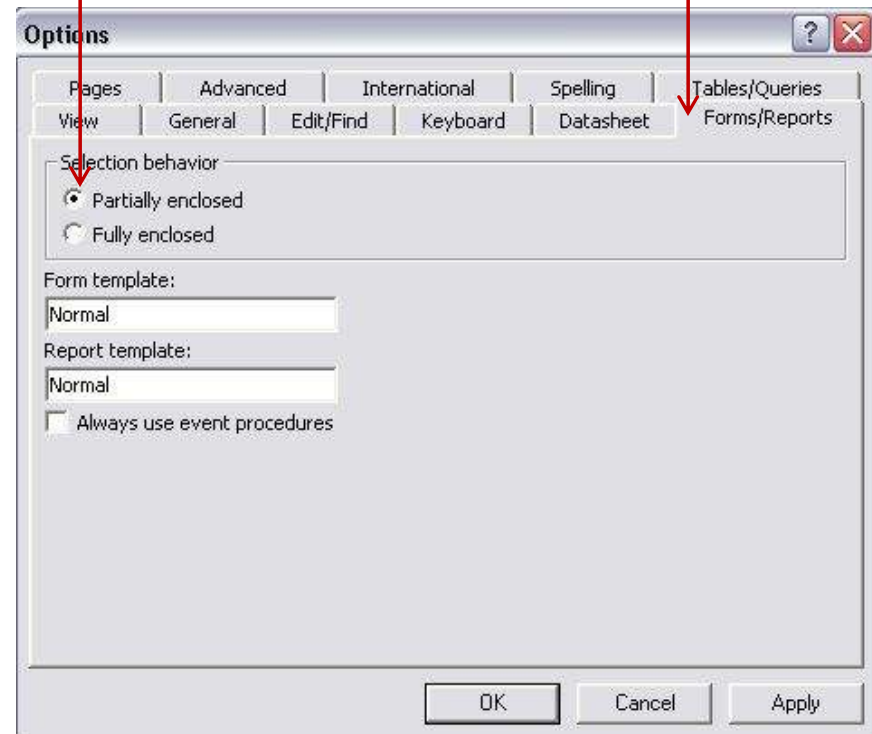 Options
Pages Advanced International Spelling Tables/Queries
View General Edit/Find Keyboard Datasheet Forms/Reports
Selection behavior
Partially enclosed
Fully enclosed
Form template:
Normal
Report template:
Normal
Always use event procedures
OK Cancel Apply